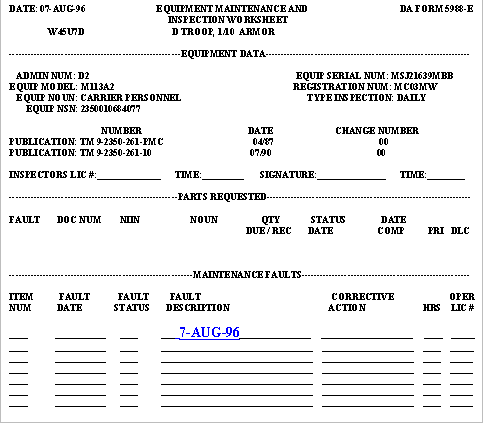 DATE: 07-AUG-96 EQUIPMENT MAINTENANCE AND DA FORM 5988-E
INSPECTION WORKSHEET
W45U7D D TROOP, 1/10 ARMOR
EQUIPMENT DATA
ADMIN NUM: D2 EQUIP SERIAL NUM: MSJ21639MBB
EQUIP MODEL: M113A2 REGISTRATION NUM: MC03MW
EQUIP NOUN: CARRIER PERSONNEL TYPE INSPECTION: DAILY
EQUIP NSN: 2350010684077
NUMBER DATE CHANGE NUMBER
PUBLICATION: TM 9-2350-261-PMC 04/87 00
PUBLICATION: TM 9-2350-261-10 07/90 00
INSPECTORS LIC #: TIME: SIGNATURE: TIME:
PARTS REQUESTED
FAULT DOC NUM NIIN NOUN QTY STATUS DATE
DUE / REC DATE COMP PRI DLC
MAINTENANCE FAULTS
ITEM FAULT FAULT FAULT CORRECTIVE OPER
NUM DATE STATUS DESCRIPTION ACTION HRS LIC #
7-AUG-96